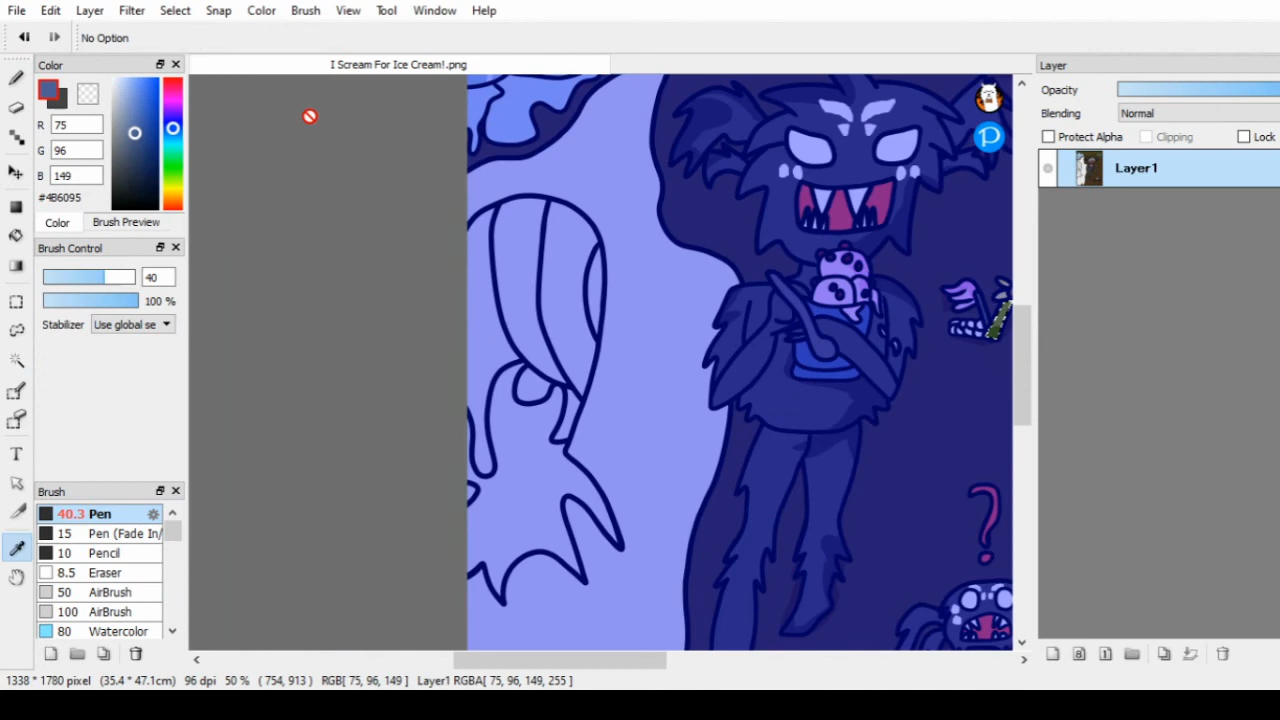 File Edit Layer Filter Select Snap Color Brush View Tool Window Help
No Option
Color
I Scream For Ice Cream!.png
Layer
R 75
G 96
B 149
#4B6095
Color Brush Preview
Opacity
Blending Normal
Protect Alpha Clipping Lock
Layer1
Brush Control
40
100 %
Stabilizer Use global se
Brush
40.3 Pen
15 Pen (Fade In/
10 Pencil
8.5 Eraser
50 AirBrush
100 AirBrush
80 Watercolor
?
T
P
8
1
1338 * 1780 pixel (35.4 * 47.1cm) 96 dpi 50 % ( 754, 913 ) RGB[ 75, 96, 149 ] Layer1 RGBA[ 75, 96, 149, 255 ]